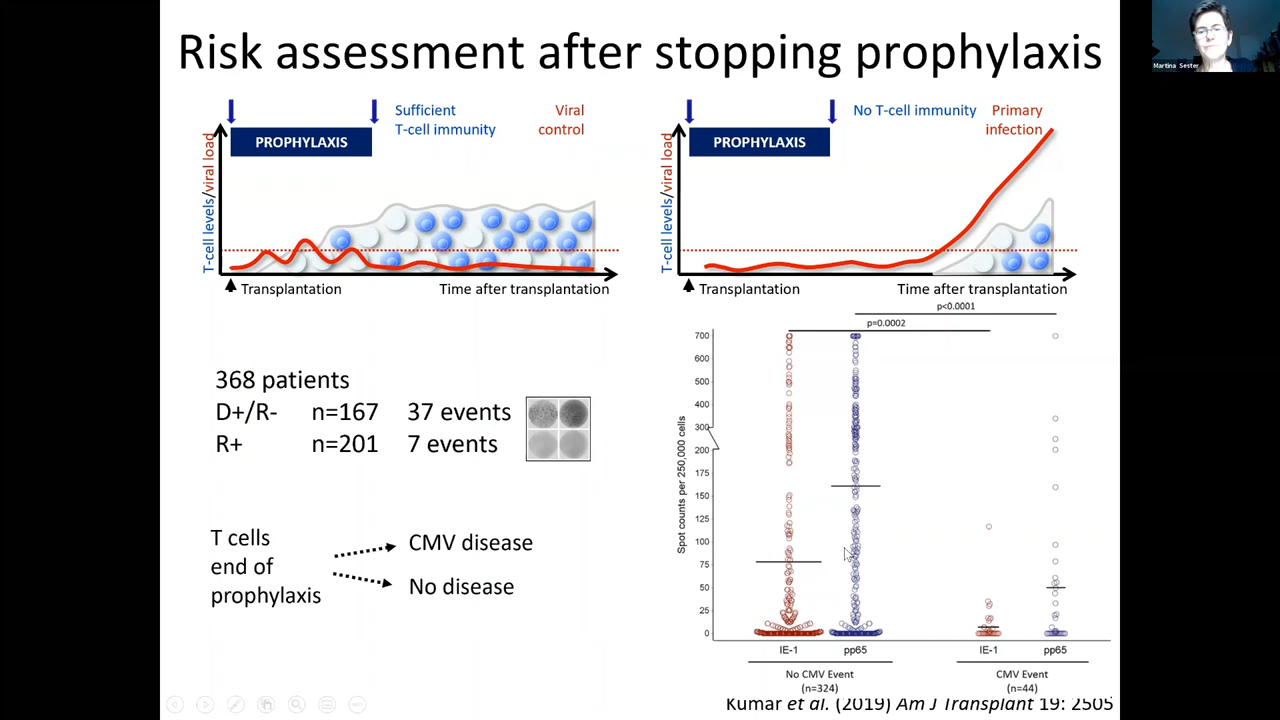 Risk assessment after stopping prophylaxis
Martina Sester
Sufficient
T-cell immunity
Viral
control
PROPHYLAXIS
T-cell levels/viral load
Transplantation
Time after transplantation
No T-cell immunity
Primary
infection
PROPHYLAXIS
T-cell levels/viral load
Transplantation
Time after transplantation
368 patients
D+/R- n=167 37 events
R+ n=201 7 events
T cells
end of
prophylaxis
CMV disease
No disease
p<0.0001
p=0.0002
Spot counts per 250,000 cells
700
600
500
400
300
200
175
150
125
100
75
50
25
0
IE-1 pp65 IE-1 pp65
No CMV Event CMV Event
(n=324) (n=44)
Kumar et al. (2019) Am J Transplant 19: 2505